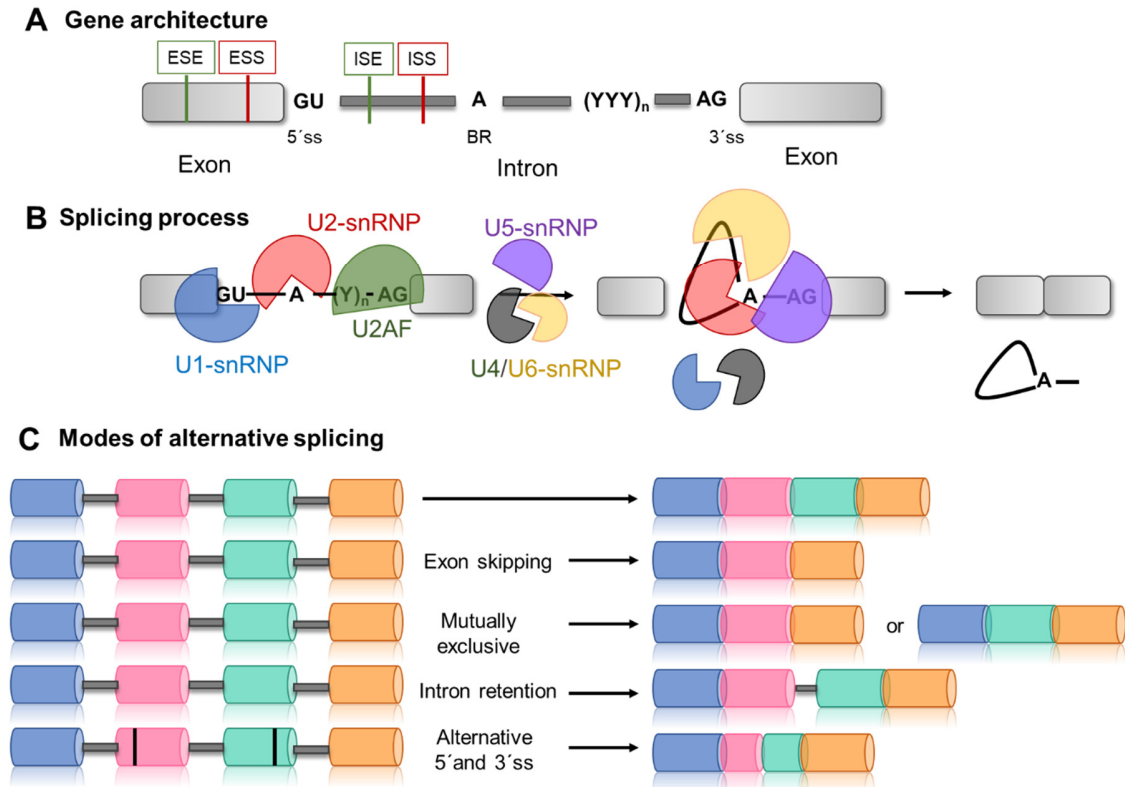 A Gene architecture
ESE ESS ISE ISS
GU A (YYY)n AG
5´ss BR 3´ss
Exon Intron Exon
B Splicing process
U2-snRNP U5-snRNP
GU A (Y)n AG A AG
U2AF
U1-snRNP U4/U6-snRNP
A
C Modes of alternative splicing
Exon skipping
Mutually
exclusive
or
Intron retention
Alternative
5´and 3´ss